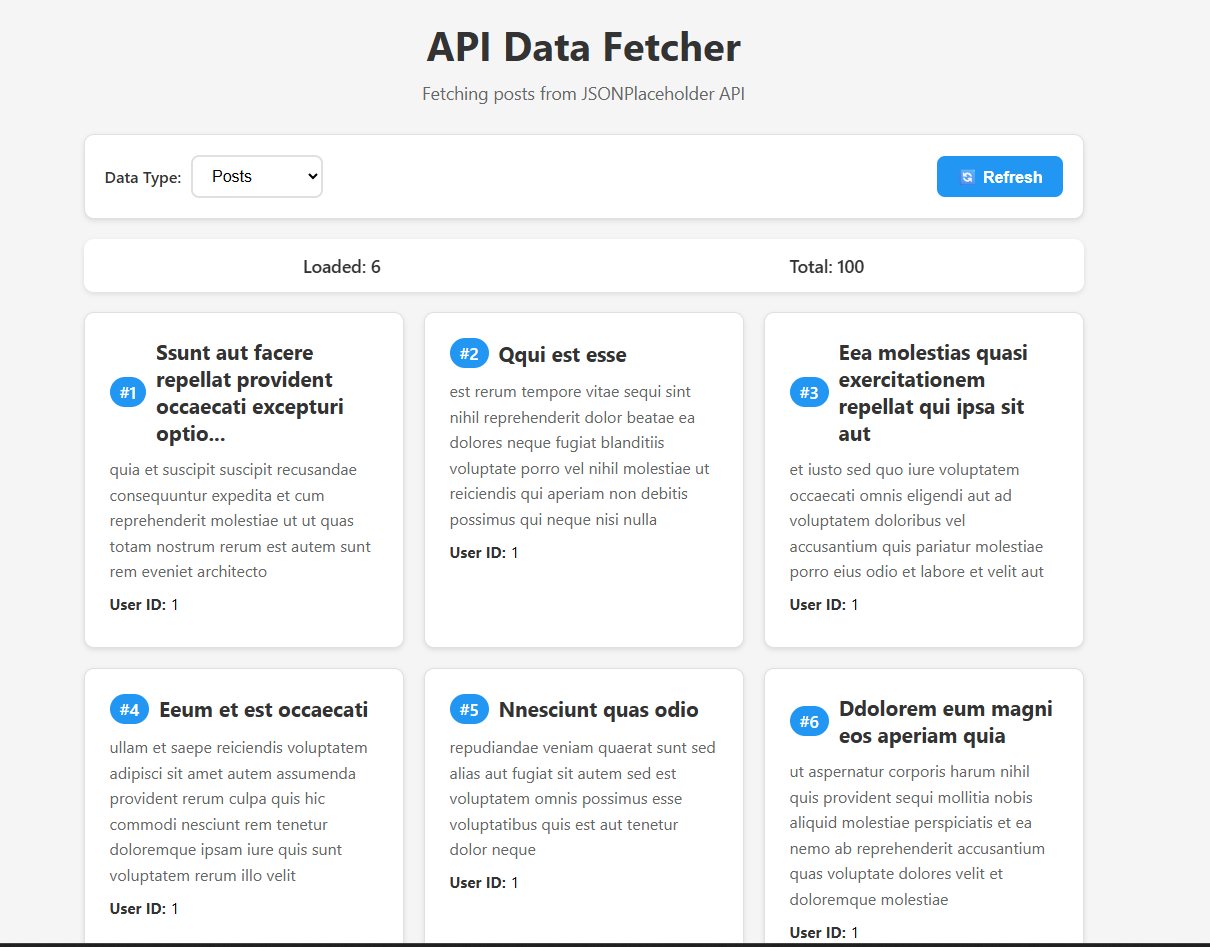 API Data Fetcher
Fetching posts from JSONPlaceholder API
Data Type:
Posts
Refresh
Loaded: 6
Total: 100
#1
Ssunt aut facere
repellat provident
occaecati excepturi
optio...
quia et suscipit suscipit recusandae
consequuntur expedita et cum
reprehenderit molestiae ut ut quas
totam nostrum rerum est autem sunt
rem eveniet architecto
User ID: 1
#2
Qqui est esse
est rerum tempore vitae sequi sint
nihil reprehenderit dolor beatae ea
dolores neque fugiat blanditiis
voluptate porro vel nihil molestiae ut
reiciendis qui aperiam non debitis
possimus qui neque nisi nulla
User ID: 1
#3
Eea molestias quasi
exercitationem
repellat qui ipsa sit
aut
et iusto sed quo iure voluptatem
occaecati omnis eligendi aut ad
voluptatem doloribus vel
accusantium quis pariatur molestiae
porro eius odio et labore et velit aut
User ID: 1
#4
Eeum et est occaecati
ullam et saepe reiciendis voluptatem
adipisci sit amet autem assumenda
provident rerum culpa quis hic
commodi nesciunt rem tenetur
doloremque ipsam iure quis sunt
voluptatem rerum illo velit
User ID: 1
#5
Nnesciunt quas odio
repudiandae veniam quaerat sunt sed
alias aut fugiat sit autem sed est
voluptatem omnis possimus esse
voluptatibus quis est aut tenetur
dolor neque
User ID: 1
#6
Ddolorem eum magni
eos aperiam quia
ut aspernatur corporis harum nihil
quis provident sequi mollitia nobis
aliquid molestiae perspiciatis et ea
nemo ab reprehenderit accusantium
quas voluptate dolores velit et
doloremque molestiae
User ID: 1